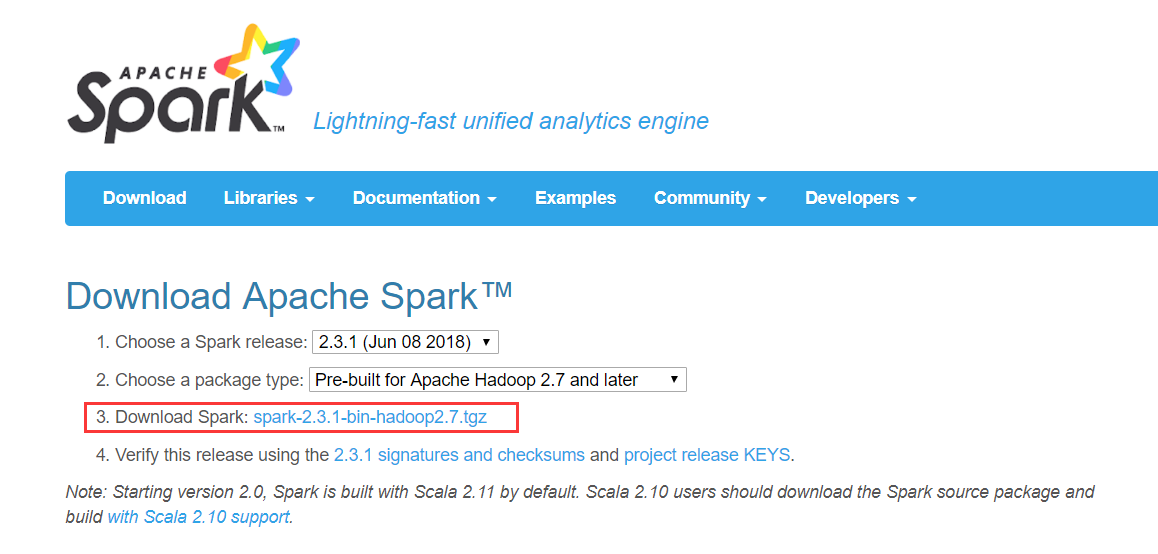 APACHE
Spark™
Lightning-fast unified analytics engine
Download Libraries Documentation Examples Community Developers
Download Apache Spark™
1. Choose a Spark release: 2.3.1 (Jun 08 2018)
2. Choose a package type: Pre-built for Apache Hadoop 2.7 and later
3. Download Spark: spark-2.3.1-bin-hadoop2.7.tgz
4. Verify this release using the 2.3.1 signatures and checksums and project release KEYS.
Note: Starting version 2.0, Spark is built with Scala 2.11 by default. Scala 2.10 users should download the Spark source package and
build with Scala 2.10 support.